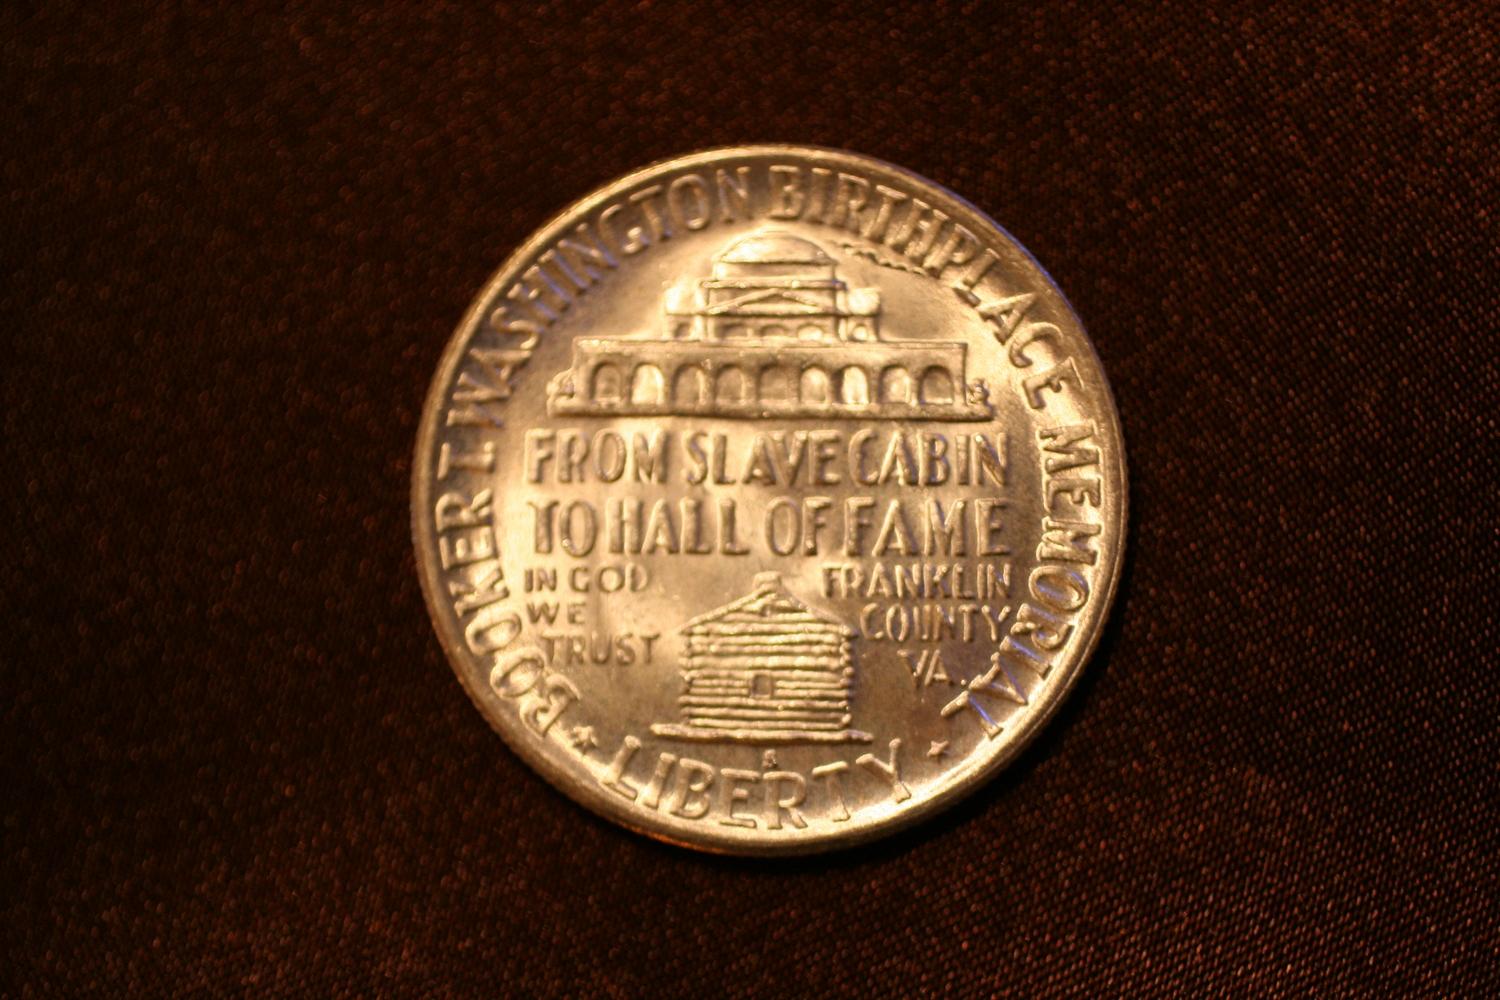 BOOKER T. WASHINGTON BIRTHPLACE MEMORIAL
FROM SLAVE CABIN
TO HALL OF FAME
IN GOD
WE
TRUST
FRANKLIN
COUNTY
VA.
LIBERTY